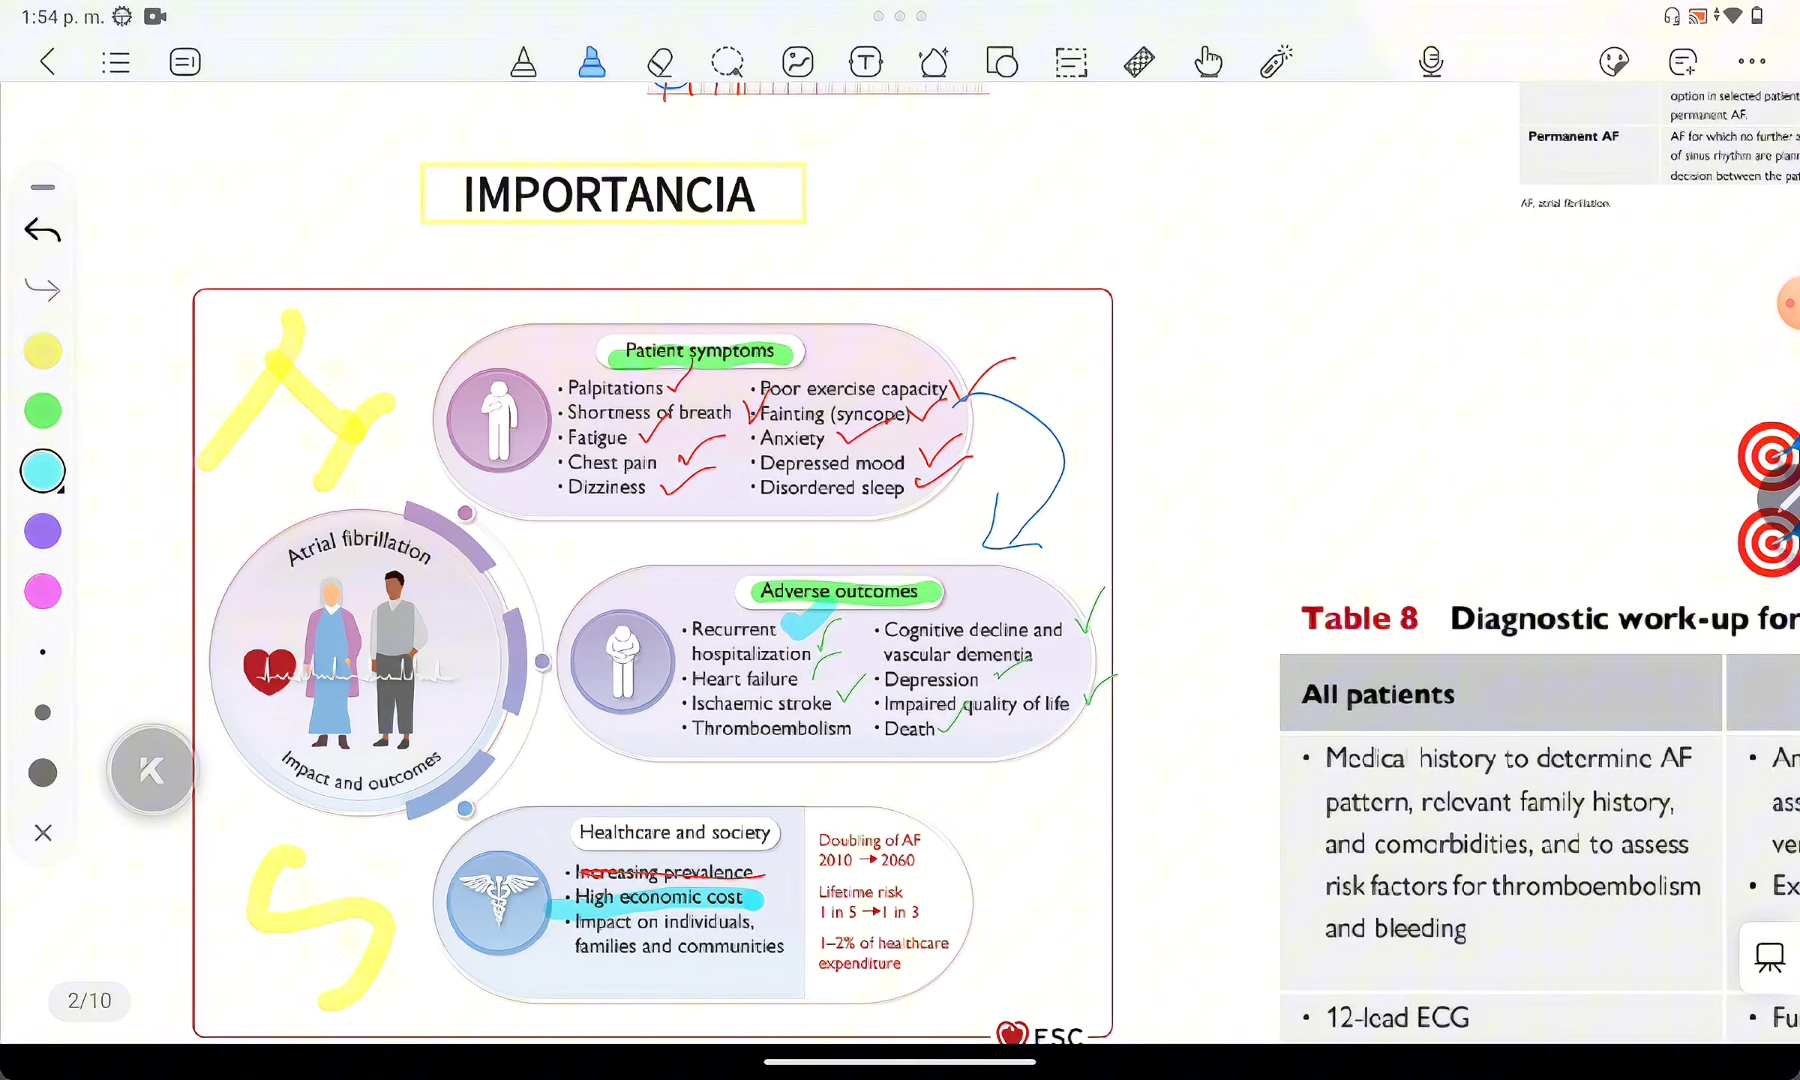 1:54 p. m.
option in selected patient
permanent AF.
Permanent AF
AF for which no further
of sinus rhythm are plan
decision between the pat
AF, atrial fibrillation.
IMPORTANCIA
Patient symptoms
• Palpitations
• Shortness of breath
• Fatigue
• Chest pain
• Dizziness
• Poor exercise capacity
• Fainting (syncope)
• Anxiety
• Depressed mood
• Disordered sleep
Atrial fibrillation
Impact and outcomes
Adverse outcomes
• Recurrent
hospitalization
• Heart failure
• Ischaemic stroke
• Thromboembolism
• Cognitive decline and
vascular dementia
• Depression
• Impaired quality of life
• Death
Healthcare and society
• Increasing prevalence
• High economic cost
• Impact on individuals,
families and communities
Doubling of AF
2010 → 2060
Lifetime risk
1 in 5 → 1 in 3
1–2% of healthcare
expenditure
ESC
K
2/10
Table 8 Diagnostic work-up for
All patients
• Medical history to determine AF
pattern, relevant family history,
and comorbidities, and to assess
risk factors for thromboembolism
and bleeding
• 12-lead ECG
• An
ass
ver
• Ex
• Fu